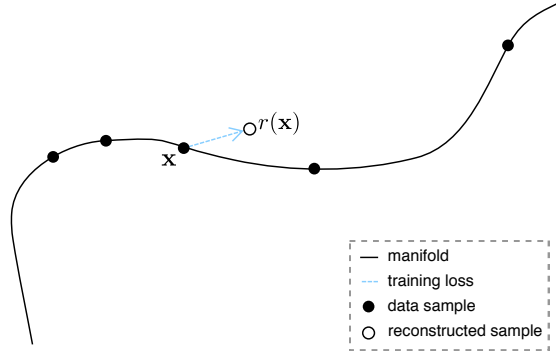 r(x)
x
manifold
training loss
data sample
reconstructed sample